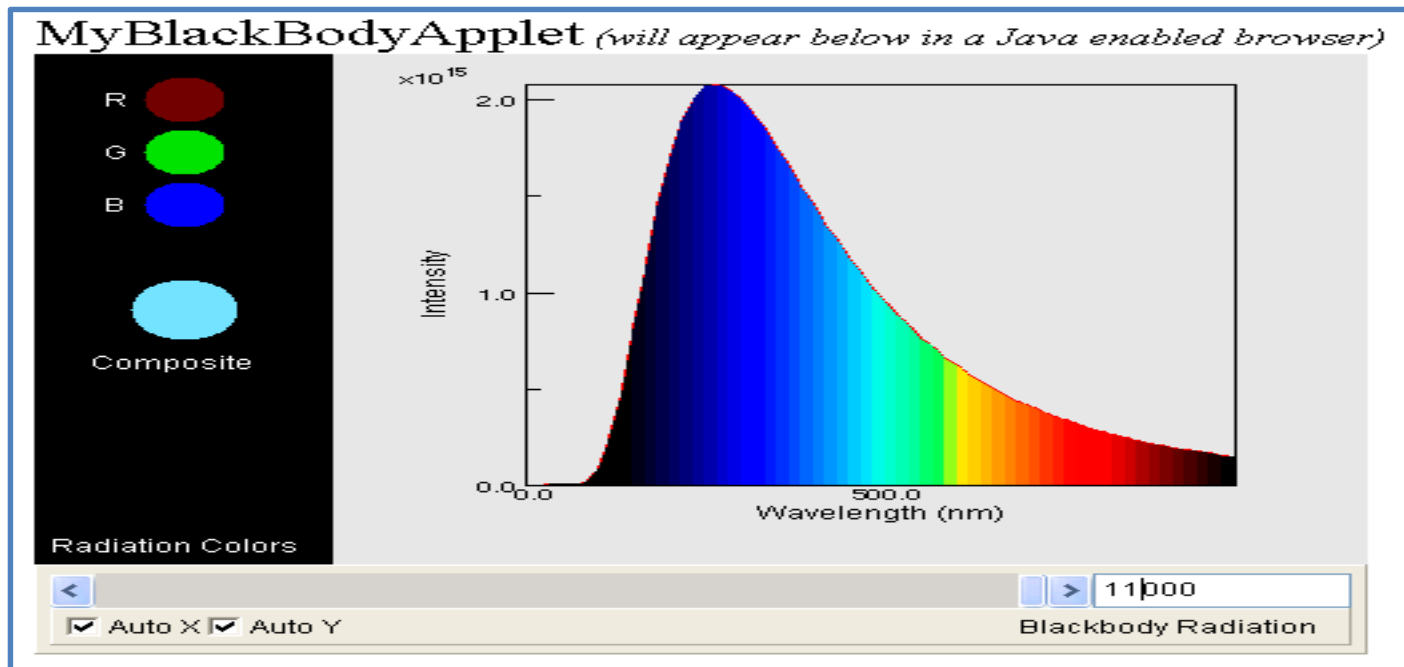 MyBlackBodyApplet (will appear below in a Java enabled browser)
R
G
B
Composite
Radiation Colors
×10 15
2.0
1.0
0.0
Intensity
0.0
500.0
Wavelength (nm)
< > 11000
Auto X Auto Y
Blackbody Radiation